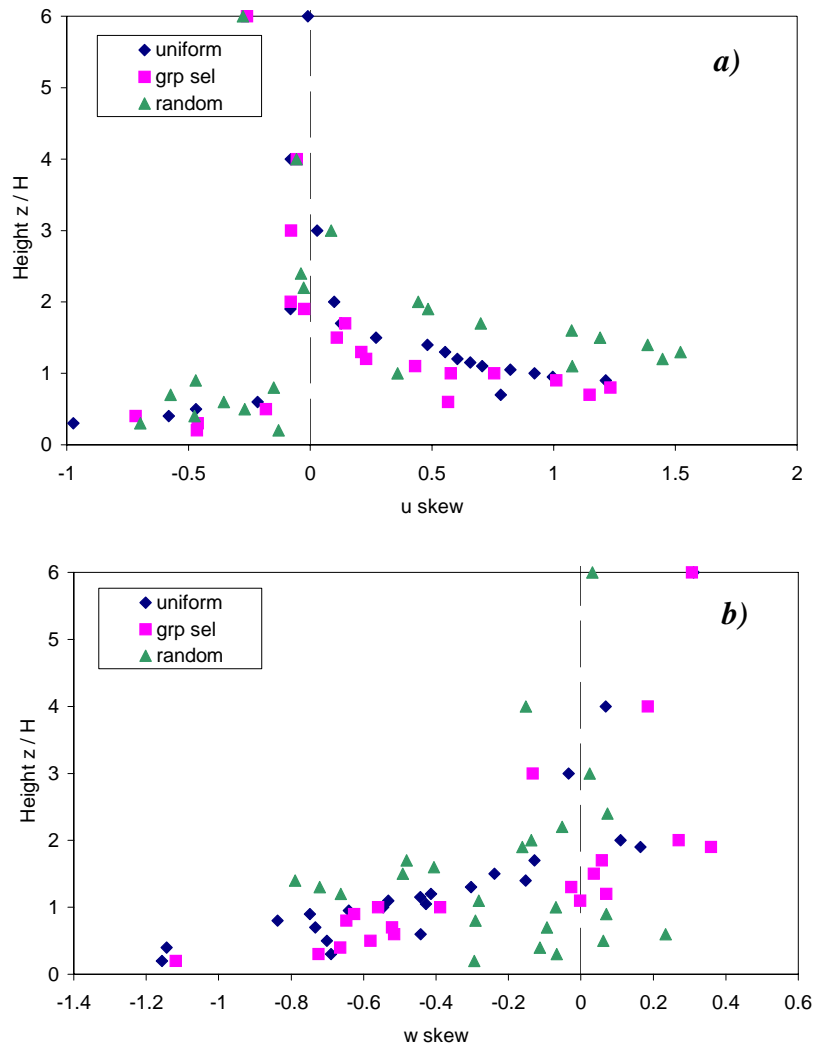 a)
uniform
grp sel
random
Height z / H
6
5
4
3
2
1
0
-1
-0.5
0
0.5
1
1.5
2
u skew
b)
uniform
grp sel
random
Height z / H
6
5
4
3
2
1
0
-1.4
-1.2
-1
-0.8
-0.6
-0.4
-0.2
0
0.2
0.4
0.6
w skew